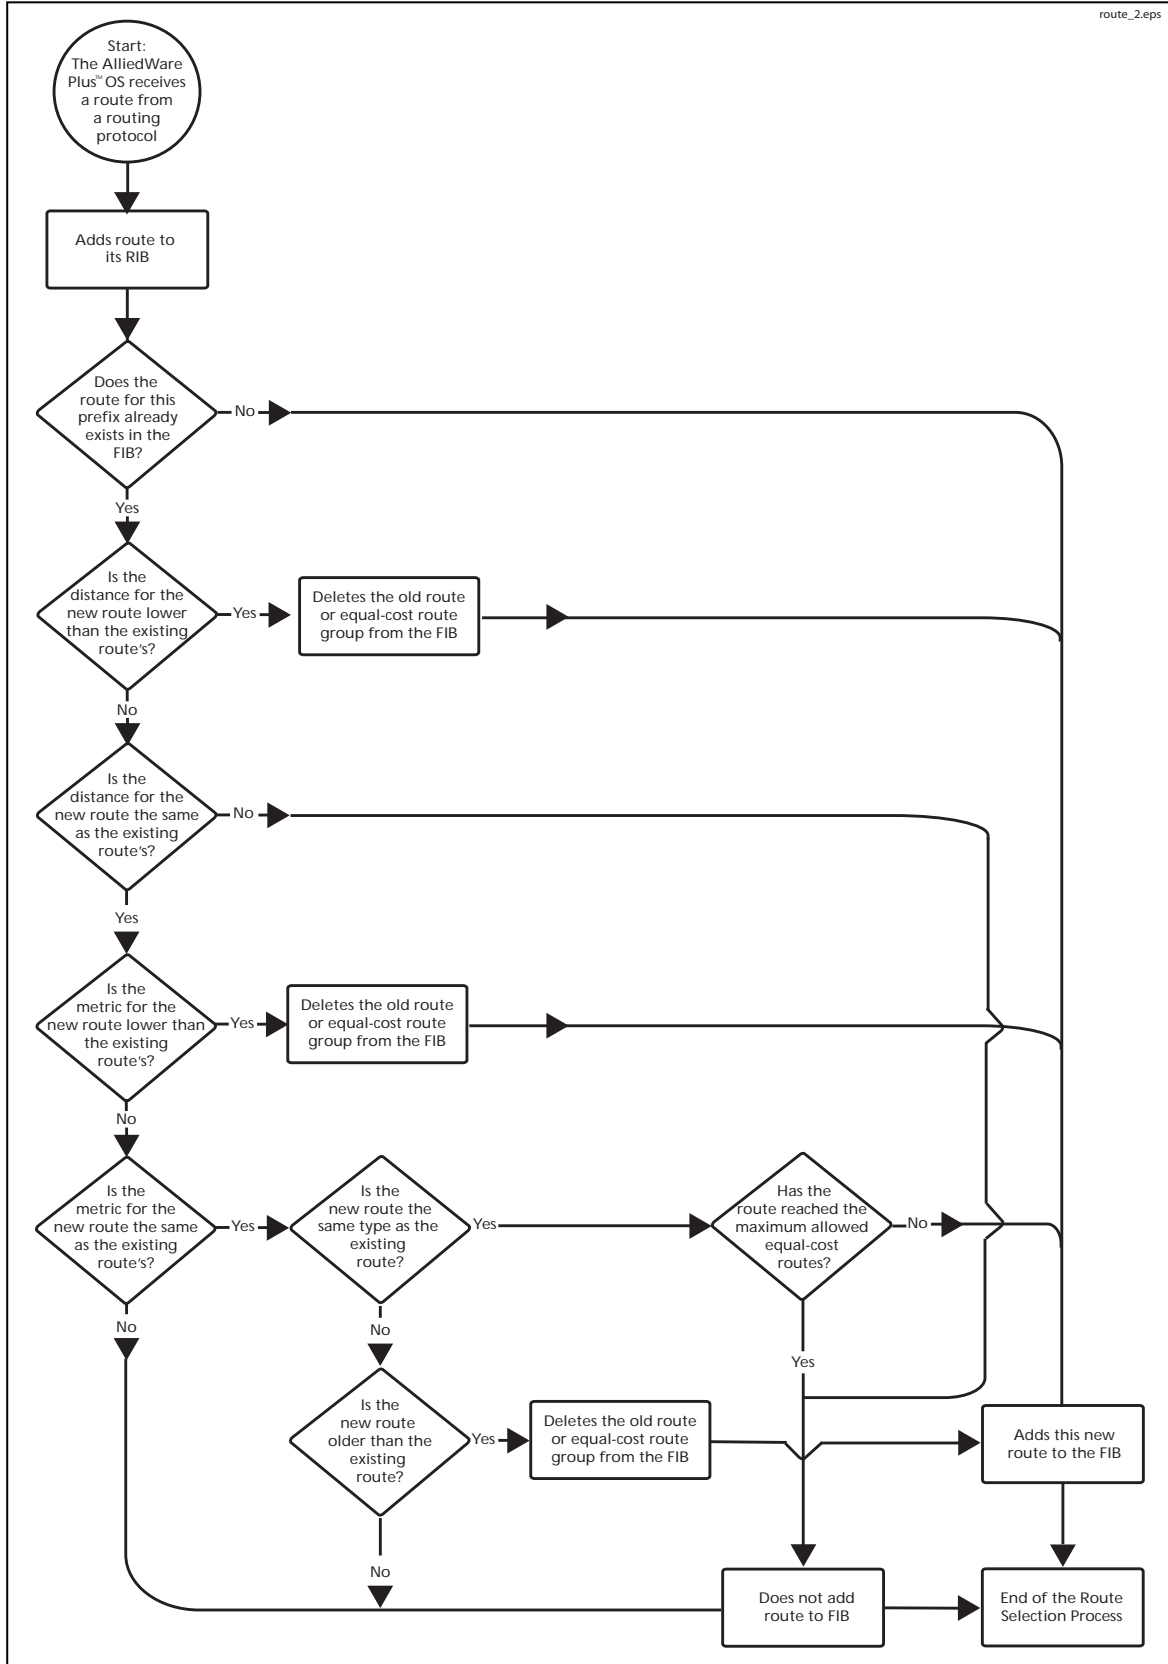 route_2.eps
Start:
The AlliedWare
Plus™ OS receives
a route from
a routing
protocol
Adds route to
its RIB
Does the
route for this
prefix already
exists in the
FIB?
No
Yes
Is the
distance for the
new route lower
than the existing
route's?
Yes
Deletes the old route
or equal-cost route
group from the FIB
No
Is the
distance for the
new route the same
as the existing
route's?
No
Yes
Is the
metric for the
new route lower than
the existing
route's?
Yes
Deletes the old route
or equal-cost route
group from the FIB
No
Is the
metric for the
new route the same
as the existing
route's?
Yes
Is the
new route the
same type as the
existing
route?
Yes
Has the
route reached the
maximum allowed
equal-cost
routes?
No
No
No
Yes
Is the
new route
older than the
existing
route?
Yes
Deletes the old route
or equal-cost route
group from the FIB
Adds this new
route to the FIB
No
Does not add
route to FIB
End of the Route
Selection Process